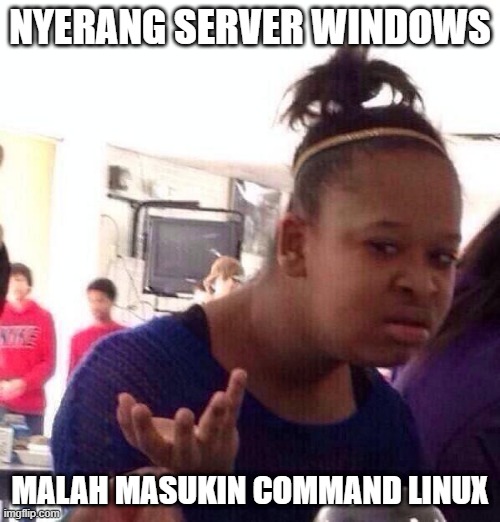 NYERANG SERVER WINDOWS
MALAH MASUKIN COMMAND LINUX
imgflip.com